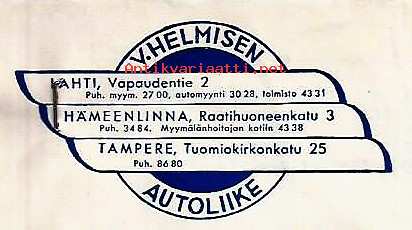 V. HELMISEN
Antikvariaatti.net
LAHTI, Vapaudentie 2
Puh. myym. 27 00, automyynti 30 28, toimisto 43 31
HÄMEENLINNA, Raatihuoneenkatu 3
Puh. 34 84. Myymälänhoitajan kotiin 43 38
TAMPERE, Tuomiokirkonkatu 25
Puh. 86 80
AUTOLIIKE